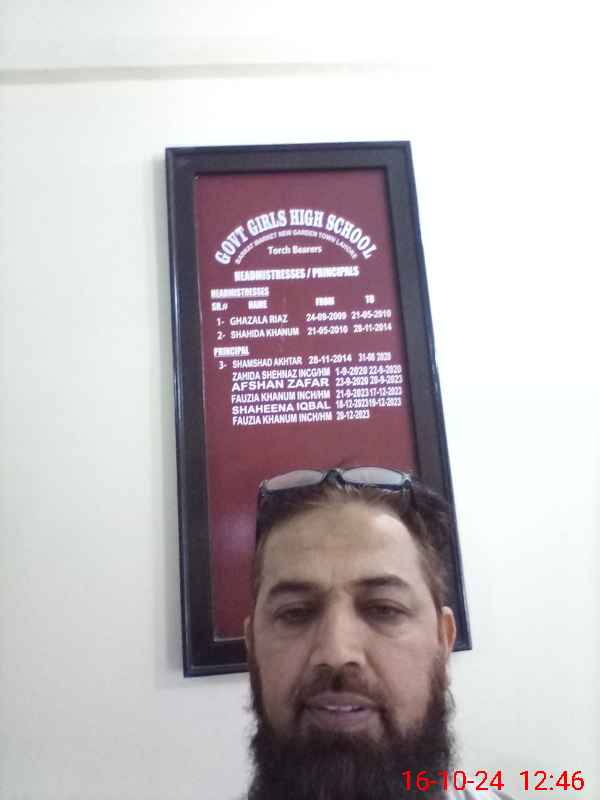 GOVT GIRLS HIGH SCHOOL
BARKAT MARKET NEW GARDEN TOWN LAHORE
Torch Bearers
HEADMISTRESSES / PRINCIPALS
HEADMISTRESSES
SR.# NAME FROM TO
1- GHAZALA RIAZ 24-09-2009 21-05-2010
2- SHAHIDA KHANUM 21-05-2010 28-11-2014
PRINCIPAL
3- SHAMSHAD AKHTAR 28-11-2014 31-08 2020
ZAHIDA SHEHNAZ INCG/HM 1-9-2020 22-9-2020
AFSHAN ZAFAR 23-9-2020 20-9-2023
FAUZIA KHANUM INCH/HM 21-9-2023 17-12-2023
SHAHEENA IQBAL 18-12-2023 19-12-2023
FAUZIA KHANUM INCH/HM 20-12-2023
16-10-24 12:46